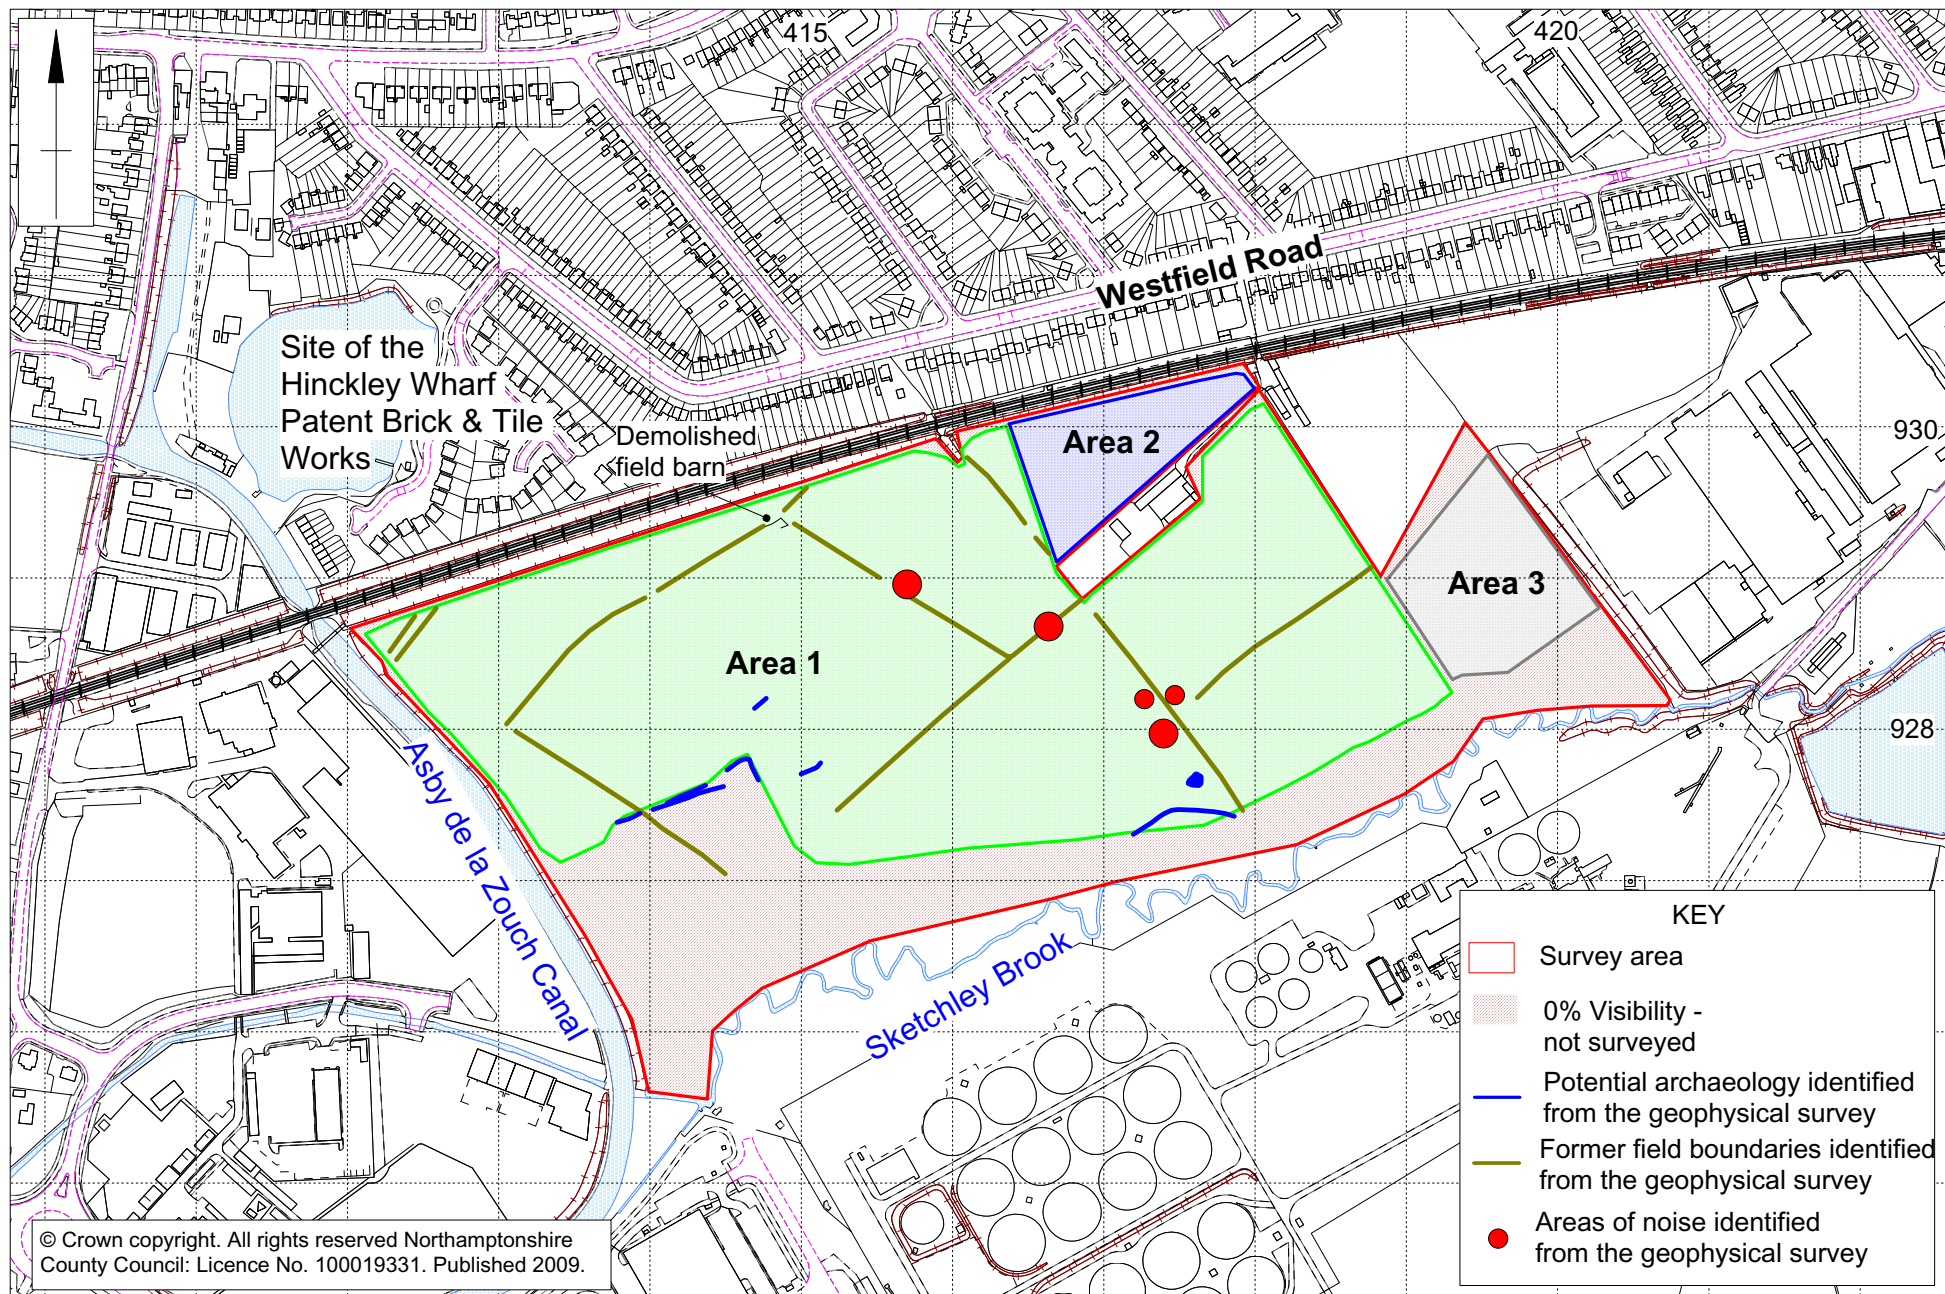 415
420
Westfield Road
Site of the
Hinckley Wharf
Patent Brick & Tile
Works
Demolished
field barn
Area 2
930
Area 3
Area 1
928
Asby de la Zouch Canal
Sketchley Brook
KEY
Survey area
0% Visibility -
not surveyed
Potential archaeology identified
from the geophysical survey
Former field boundaries identified
from the geophysical survey
Areas of noise identified
from the geophysical survey
© Crown copyright. All rights reserved Northamptonshire
County Council: Licence No. 100019331. Published 2009.